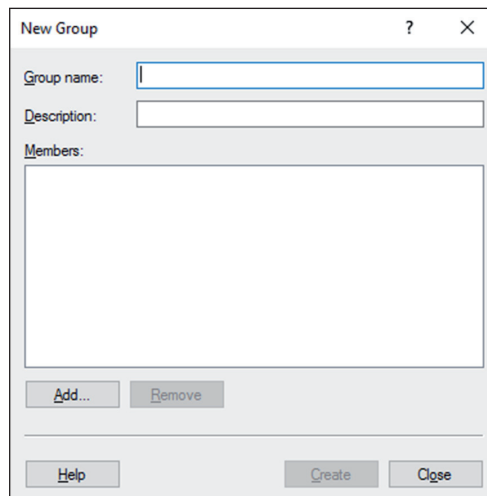 New Group ? ×
Group name:
Description:
Members:
Add... Remove
Help Create Close